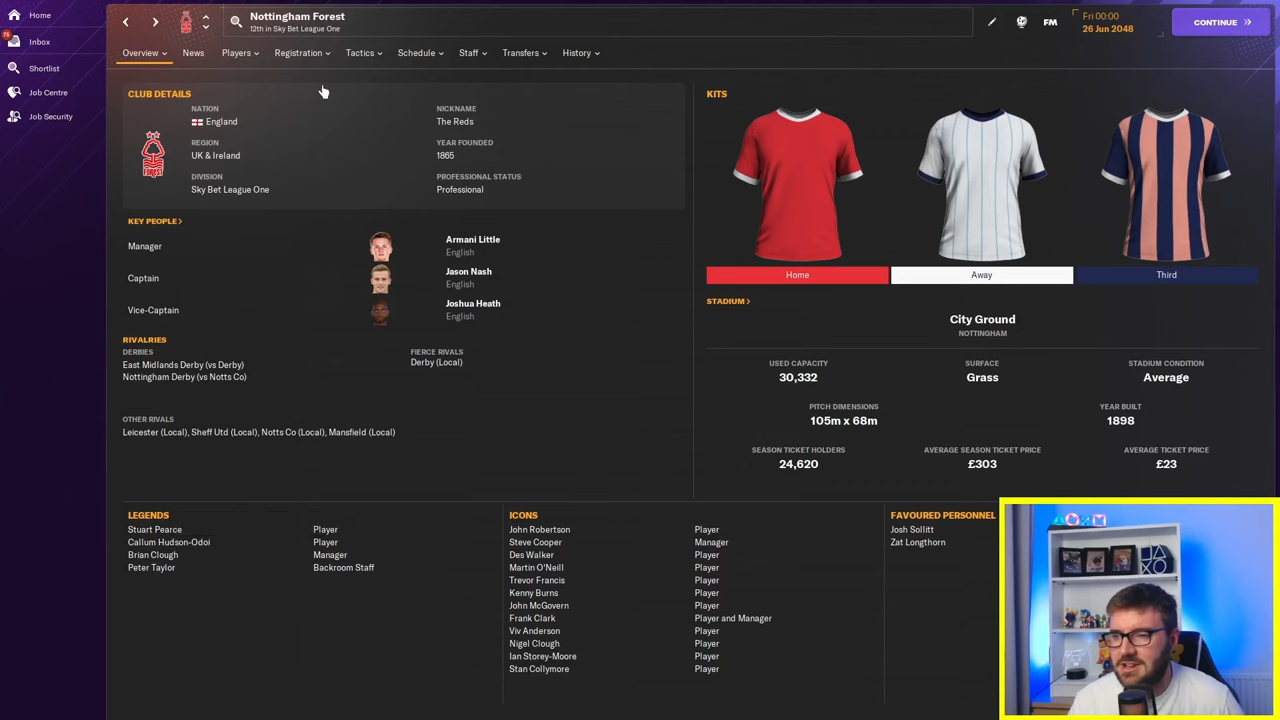 Home
75
Inbox
Shortlist
Job Centre
Job Security
Nottingham Forest
12th in Sky Bet League One
FM
Fri 00:00
26 Jun 2048
CONTINUE
Overview
News
Players
Registration
Tactics
Schedule
Staff
Transfers
History
CLUB DETAILS
NATION
England
NICKNAME
The Reds
REGION
UK & Ireland
YEAR FOUNDED
1865
DIVISION
Sky Bet League One
PROFESSIONAL STATUS
Professional
FOREST
KEY PEOPLE >
Manager
Armani Little
English
Captain
Jason Nash
English
Vice-Captain
Joshua Heath
English
RIVALRIES
DERBIES
East Midlands Derby (vs Derby)
Nottingham Derby (vs Notts Co)
FIERCE RIVALS
Derby (Local)
OTHER RIVALS
Leicester (Local), Sheff Utd (Local), Notts Co (Local), Mansfield (Local)
KITS
Home
Away
Third
STADIUM >
City Ground
NOTTINGHAM
USED CAPACITY
30,332
SURFACE
Grass
STADIUM CONDITION
Average
PITCH DIMENSIONS
105m x 68m
YEAR BUILT
1898
SEASON TICKET HOLDERS
24,620
AVERAGE SEASON TICKET PRICE
£303
AVERAGE TICKET PRICE
£23
LEGENDS
Stuart Pearce Player
Callum Hudson-Odoi Player
Brian Clough Manager
Peter Taylor Backroom Staff
ICONS
John Robertson Player
Steve Cooper Manager
Des Walker Player
Martin O'Neill Player
Trevor Francis Player
Kenny Burns Player
John McGovern Player
Frank Clark Player and Manager
Viv Anderson Player
Nigel Clough Player
Ian Storey-Moore Player
Stan Collymore Player
FAVOURED PERSONNEL
Josh Sollitt
Zat Longthorn